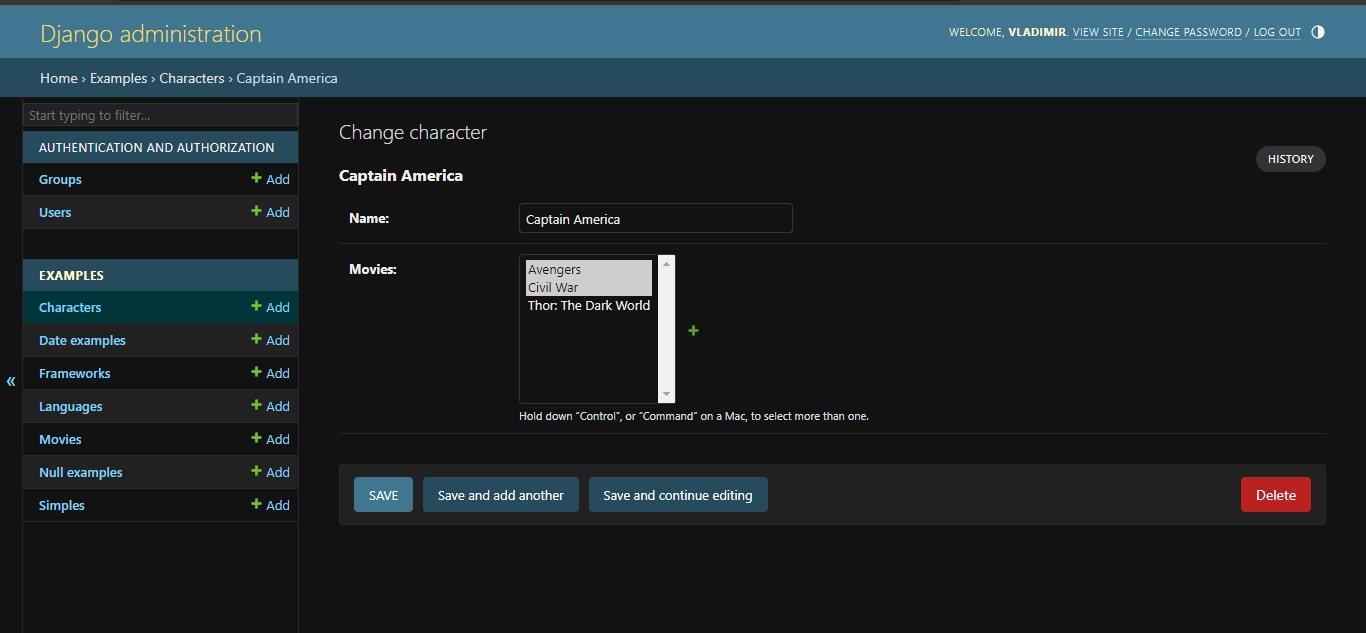 Django administration
WELCOME, VLADIMIR. VIEW SITE / CHANGE PASSWORD / LOG OUT
Home › Examples › Characters › Captain America
Start typing to filter...
AUTHENTICATION AND AUTHORIZATION
Groups + Add
Users + Add
EXAMPLES
Characters + Add
Date examples + Add
Frameworks + Add
Languages + Add
Movies + Add
Null examples + Add
Simples + Add
«
Change character
HISTORY
Captain America
Name: Captain America
Movies:
Avengers
Civil War
Thor: The Dark World
+
Hold down “Control”, or “Command” on a Mac, to select more than one.
SAVE Save and add another Save and continue editing Delete